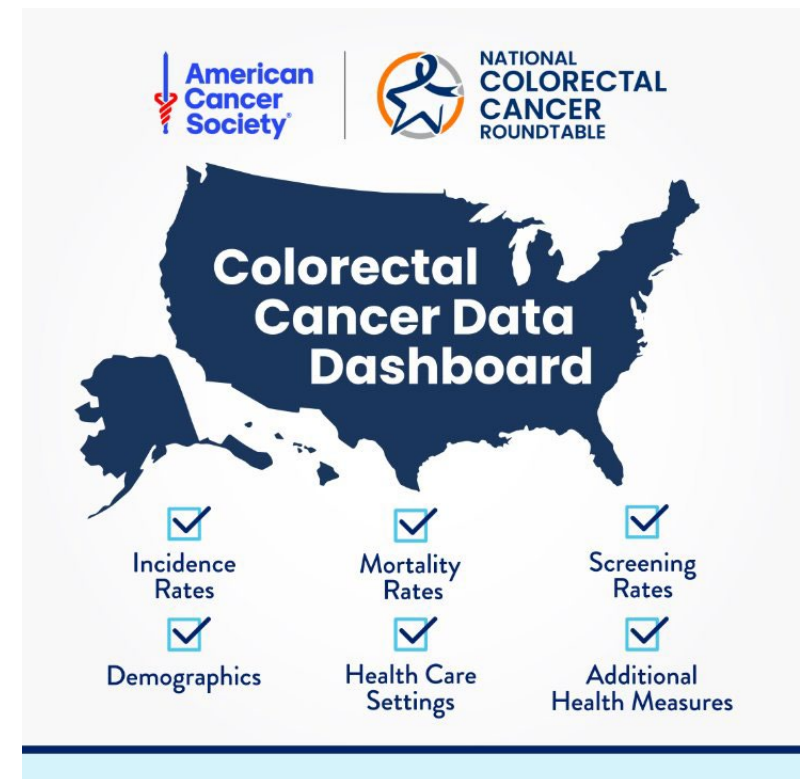 American
Cancer
Society®
NATIONAL
COLORECTAL
CANCER
ROUNDTABLE
Colorectal
Cancer Data
Dashboard
Incidence
Rates
Mortality
Rates
Screening
Rates
Demographics
Health Care
Settings
Additional
Health Measures